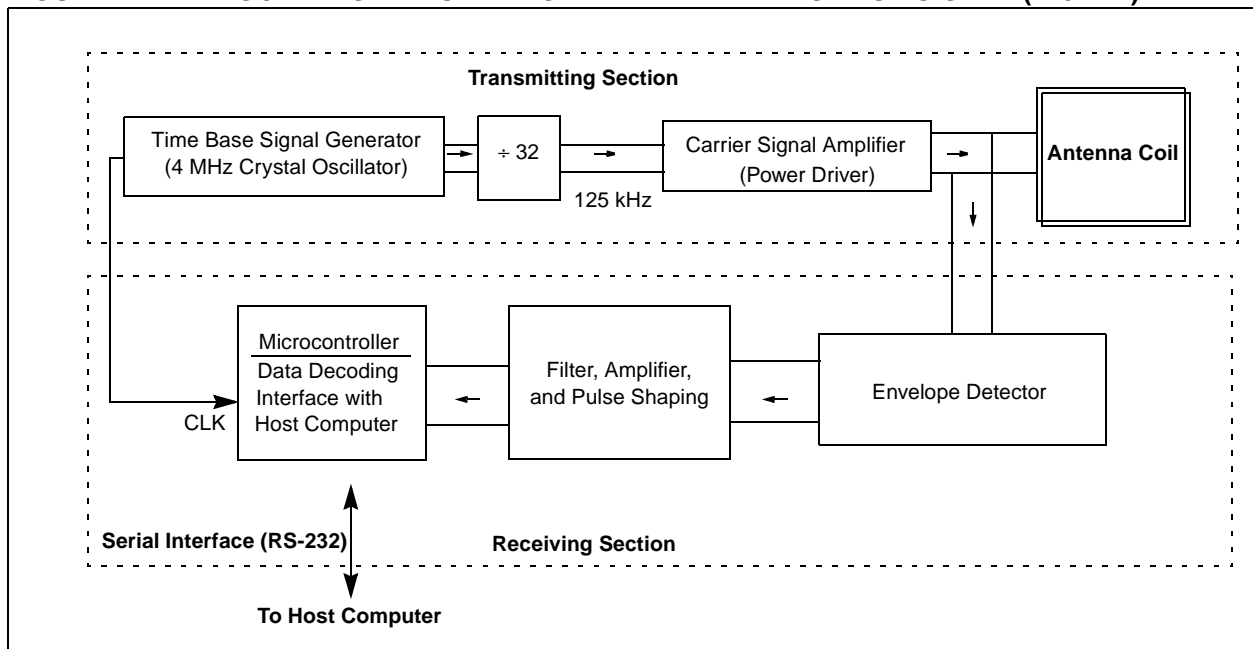 Transmitting Section
Time Base Signal Generator
(4 MHz Crystal Oscillator)
÷ 32
125 kHz
Carrier Signal Amplifier
(Power Driver)
Antenna Coil
Microcontroller
Data Decoding
Interface with
Host Computer
CLK
Filter, Amplifier,
and Pulse Shaping
Envelope Detector
Serial Interface (RS-232)
Receiving Section
To Host Computer